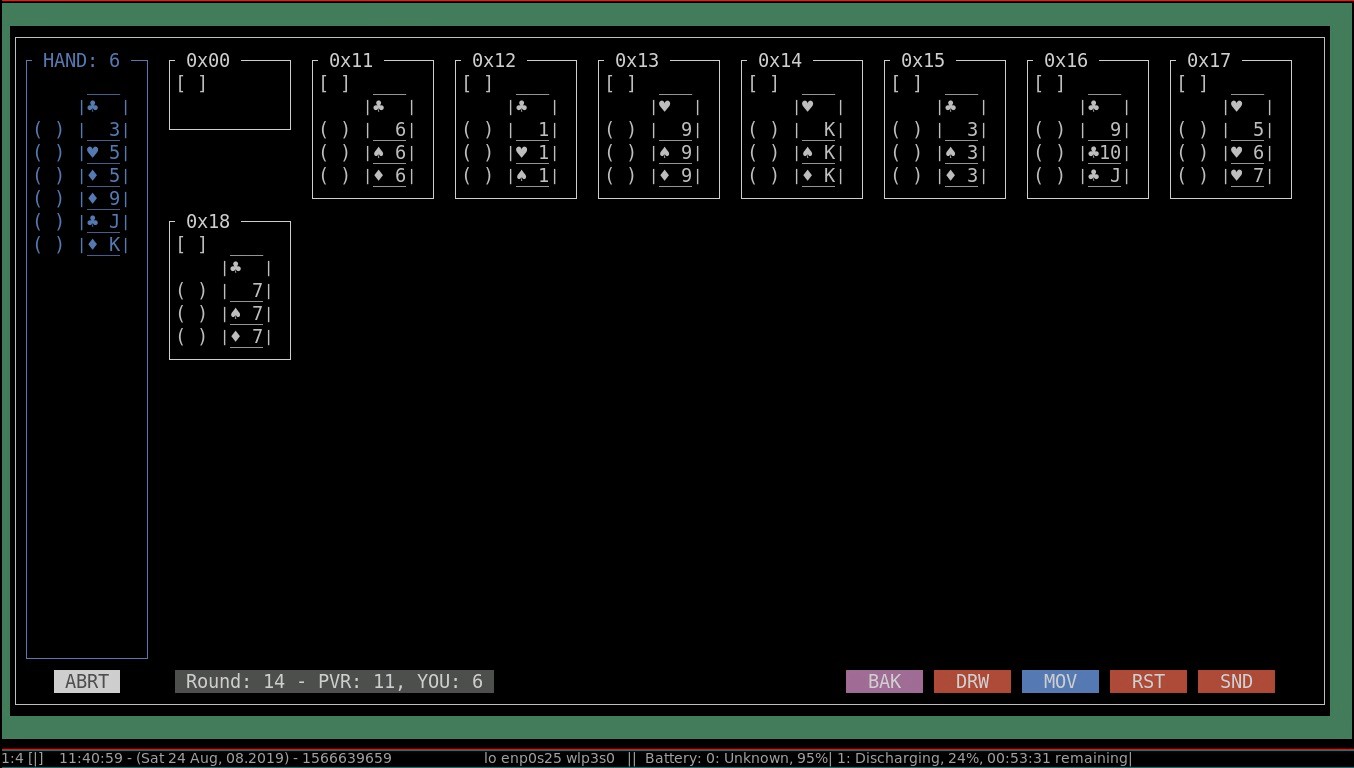 HAND: 6 0x00 0x11 0x12 0x13 0x14 0x15 0x16 0x17
[ ] [ ] [ ] [ ] [ ] [ ] [ ] [ ]
|♣ | |♣ | |♣ | |♥ | |♥ | |♣ | |♣ | |♥ |
( ) | 3| ( ) | 6| ( ) | 1| ( ) | 9| ( ) | K| ( ) | 3| ( ) | 9| ( ) | 5|
( ) |♥ 5| ( ) |♠ 6| ( ) |♥ 1| ( ) |♠ 9| ( ) |♠ K| ( ) |♠ 3| ( ) |♣10| ( ) |♥ 6|
( ) |♦ 5| ( ) |♦ 6| ( ) |♠ 1| ( ) |♦ 9| ( ) |♦ K| ( ) |♦ 3| ( ) |♣ J| ( ) |♥ 7|
( ) |♦ 9|
( ) |♣ J| 0x18
( ) |♦ K| [ ]
|♣ |
( ) | 7|
( ) |♠ 7|
( ) |♦ 7|
ABRT Round: 14 - PVR: 11, YOU: 6 BAK DRW MOV RST SND
1:4 [|] 11:40:59 - (Sat 24 Aug, 08.2019) - 1566639659 lo enp0s25 wlp3s0 || Battery: 0: Unknown, 95%| 1: Discharging, 24%, 00:53:31 remaining|